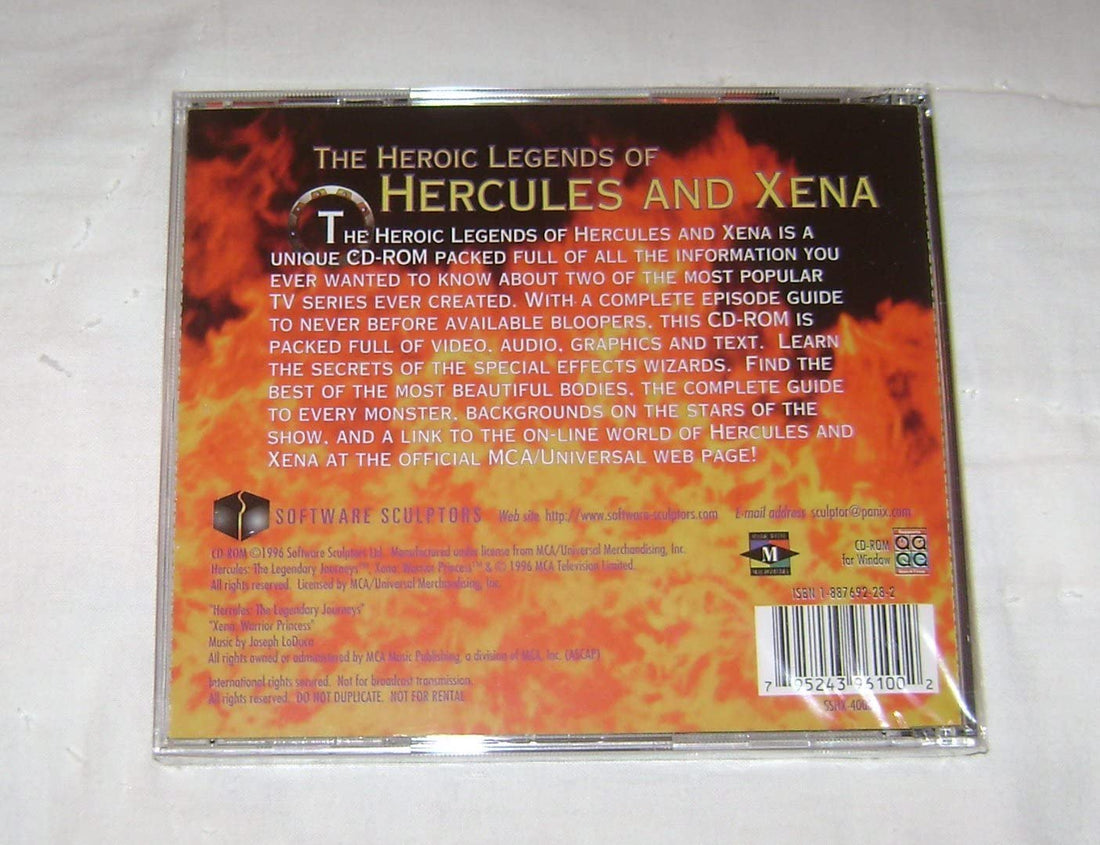 THE HEROIC LEGENDS OF
HERCULES AND XENA
THE HEROIC LEGENDS OF HERCULES AND XENA IS A
UNIQUE CD-ROM PACKED FULL OF ALL THE INFORMATION YOU
EVER WANTED TO KNOW ABOUT TWO OF THE MOST POPULAR
TV SERIES EVER CREATED. WITH A COMPLETE EPISODE GUIDE
TO NEVER BEFORE AVAILABLE BLOOPERS, THIS CD-ROM IS
PACKED FULL OF VIDEO, AUDIO, GRAPHICS AND TEXT. LEARN
THE SECRETS OF THE SPECIAL EFFECTS WIZARDS. FIND THE
BEST OF THE MOST BEAUTIFUL BODIES, THE COMPLETE GUIDE
TO EVERY MONSTER, BACKGROUNDS ON THE STARS OF THE
SHOW, AND A LINK TO THE ON-LINE WORLD OF HERCULES AND
XENA AT THE OFFICIAL MCA/UNIVERSAL WEB PAGE!
SOFTWARE SCULPTORS Web site http://www.software-sculptors.com E-mail address sculptor@panix.com
CD-ROM ©1996 Software Sculptors Ltd. Manufactured under license from MCA/Universal Merchandising, Inc.
Hercules: The Legendary Journeys™, Xena: Warrior Princess™ & © 1996 MCA Television Limited.
All rights reserved. Licensed by MCA/Universal Merchandising, Inc.
M
CD-ROM
for Window
"Hercules: The Legendary Journeys"
"Xena: Warrior Princess"
Music by Joseph LoDuca
All rights owned or administered by MCA Music Publishing, a division of MCA, Inc. (ASCAP)
International rights secured. Not for broadcast transmission.
All rights reserved. DO NOT DUPLICATE. NOT FOR RENTAL
ISBN 1-887692-28-2
7 95243 96100 2